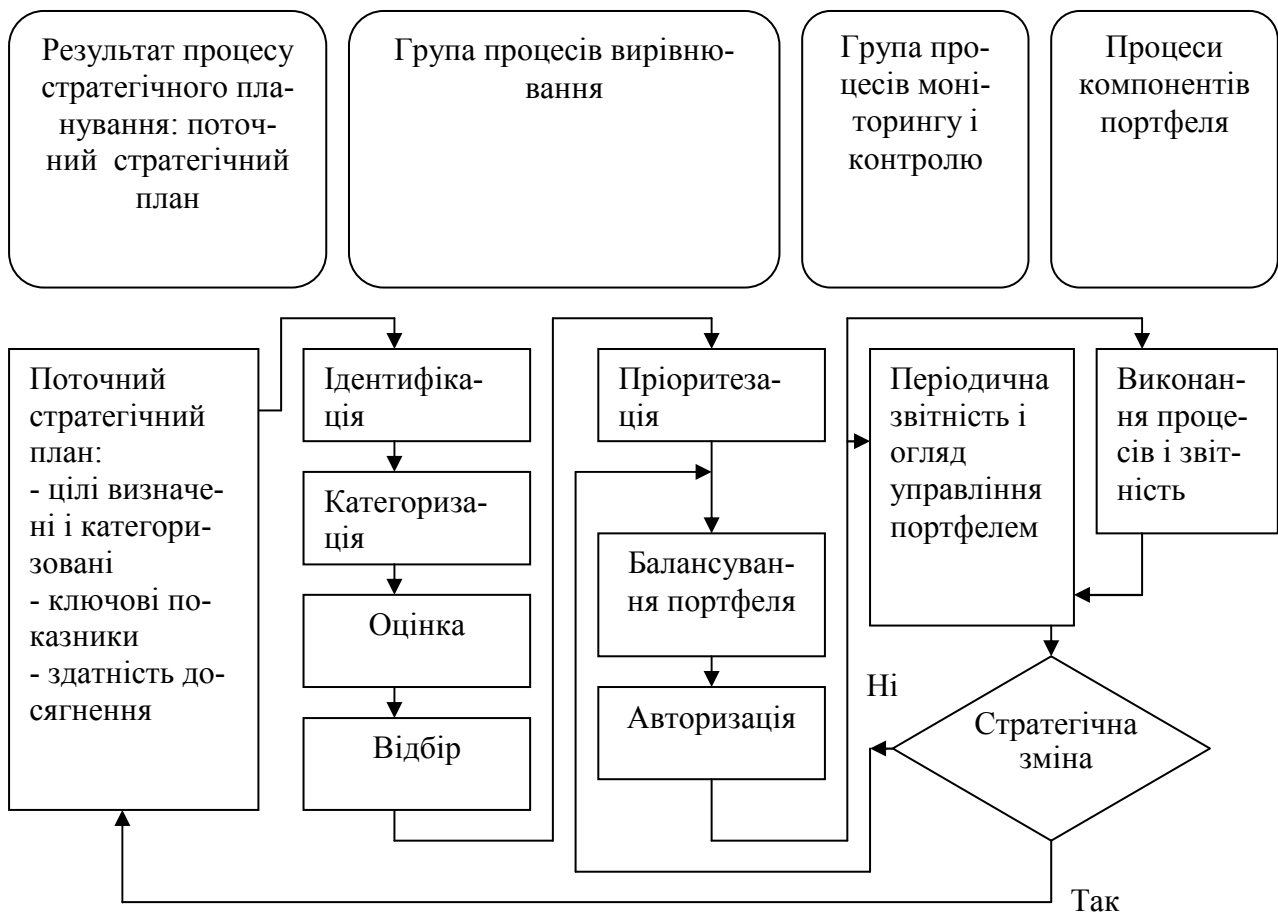 Результат процесу
стратегічного пла-
нування: поточ-
ний стратегічний
план
Група процесів вирівню-
вання
Група про-
цесів моні-
торингу і
контролю
Процеси
компонентів
портфеля
Поточний
стратегічний
план:
- цілі визначе-
ні і категори-
зовані
- ключові по-
казники
- здатність до-
сягнення
Ідентифіка-
ція
Категориза-
ція
Оцінка
Відбір
Пріоритеза-
ція
Балансуван-
ня портфеля
Авторизація
Періодична
звітність і
огляд
управління
портфелем
Виконан-
ня проце-
сів і звіт-
ність
Ні
Стратегічна
зміна
Так